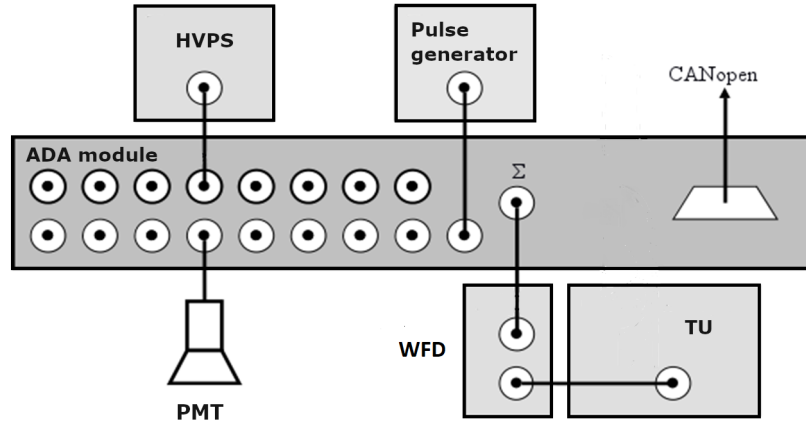 HVPS
Pulse
generator
CANopen
ADA module
Σ
WFD
TU
PMT